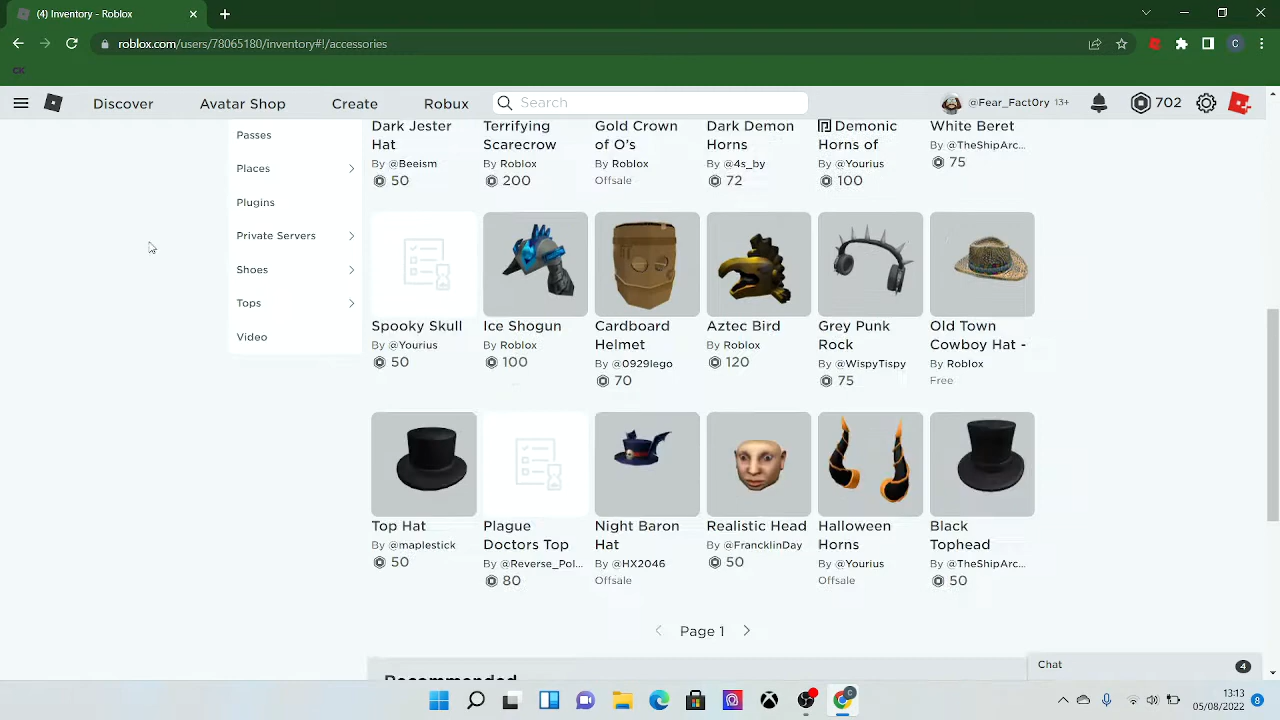 (4) Inventory - Roblox
roblox.com/users/78065180/inventory#!/accessories
C
CK
Discover
Avatar Shop
Create
Robux
Search
@Fear_Fact0ry 13+
702
Passes
Places
Plugins
Private Servers
Shoes
Tops
Video
Dark Jester
Hat
By @Beeism
50
Terrifying
Scarecrow
By Roblox
200
Gold Crown
of O's
By Roblox
Offsale
Dark Demon
Horns
By @4s_by
72
Demonic
Horns of
By @Yourius
100
White Beret
By @TheShipArc...
75
Spooky Skull
By @Yourius
50
Ice Shogun
By Roblox
100
Cardboard
Helmet
By @0929lego
70
Aztec Bird
By Roblox
120
Grey Punk
Rock
By @WispyTispy
75
Old Town
Cowboy Hat -
By Roblox
Free
Top Hat
By @maplestick
50
Plague
Doctors Top
By @Reverse_Pol...
80
Night Baron
Hat
By @HX2046
Offsale
Realistic Head
By @FrancklinDay
50
Halloween
Horns
By @Yourius
Offsale
Black
Tophead
By @TheShipArc...
50
Page 1
Recommended
Chat
4
C
13:13
05/08/2022
8